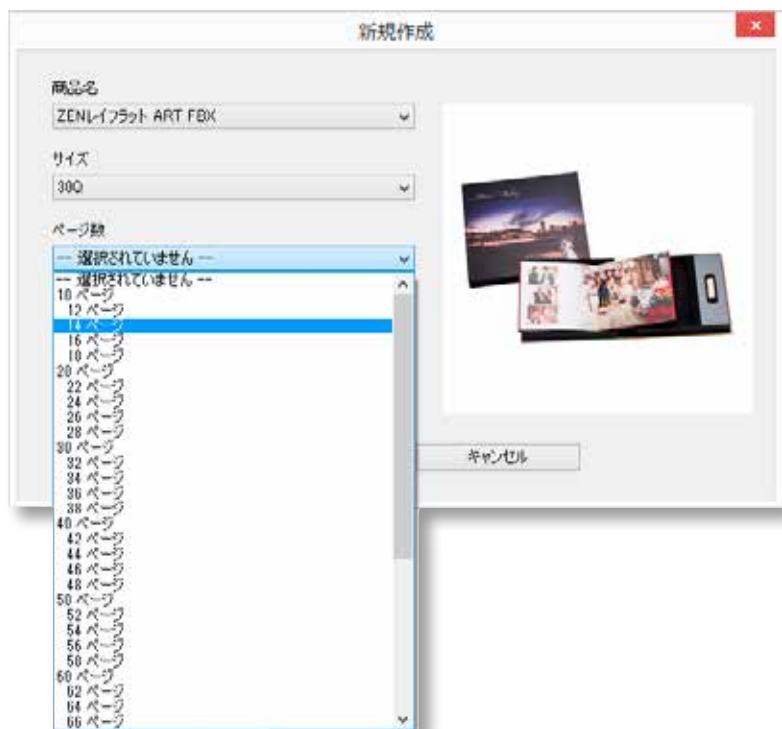 新規作成
商品名
ZENレイフラット ART FBX
サイズ
30Q
ページ数
-- 選択されていません --
-- 選択されていません --
10 ページ
12 ページ
14 ページ
16 ページ
18 ページ
20 ページ
22 ページ
24 ページ
26 ページ
28 ページ
30 ページ
32 ページ
34 ページ
36 ページ
38 ページ
40 ページ
42 ページ
44 ページ
46 ページ
48 ページ
50 ページ
52 ページ
54 ページ
56 ページ
58 ページ
60 ページ
62 ページ
64 ページ
66 ページ
キャンセル